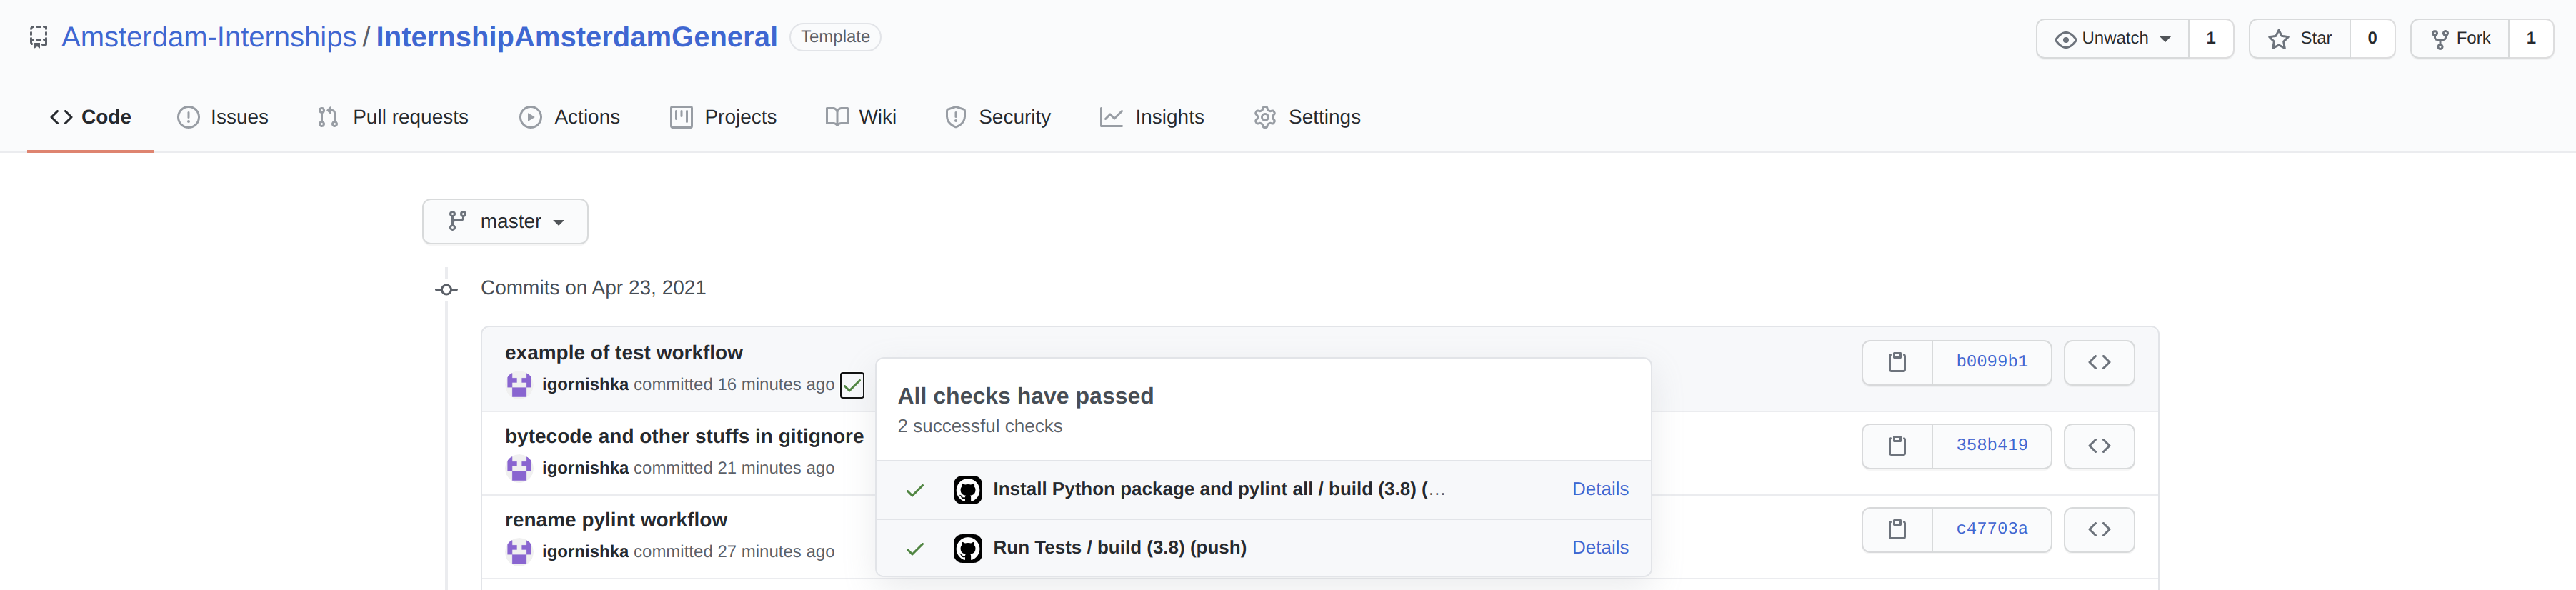 Amsterdam-Internships / InternshipAmsterdamGeneral Template Unwatch 1 Star 0 Fork 1
Code Issues Pull requests Actions Projects Wiki Security Insights Settings
master
Commits on Apr 23, 2021
example of test workflow
igornishka committed 16 minutes ago
b0099b1
All checks have passed
2 successful checks
bytecode and other stuffs in gitignore
igornishka committed 21 minutes ago
358b419
Install Python package and pylint all / build (3.8) (… Details
rename pylint workflow
igornishka committed 27 minutes ago
c47703a
Run Tests / build (3.8) (push) Details